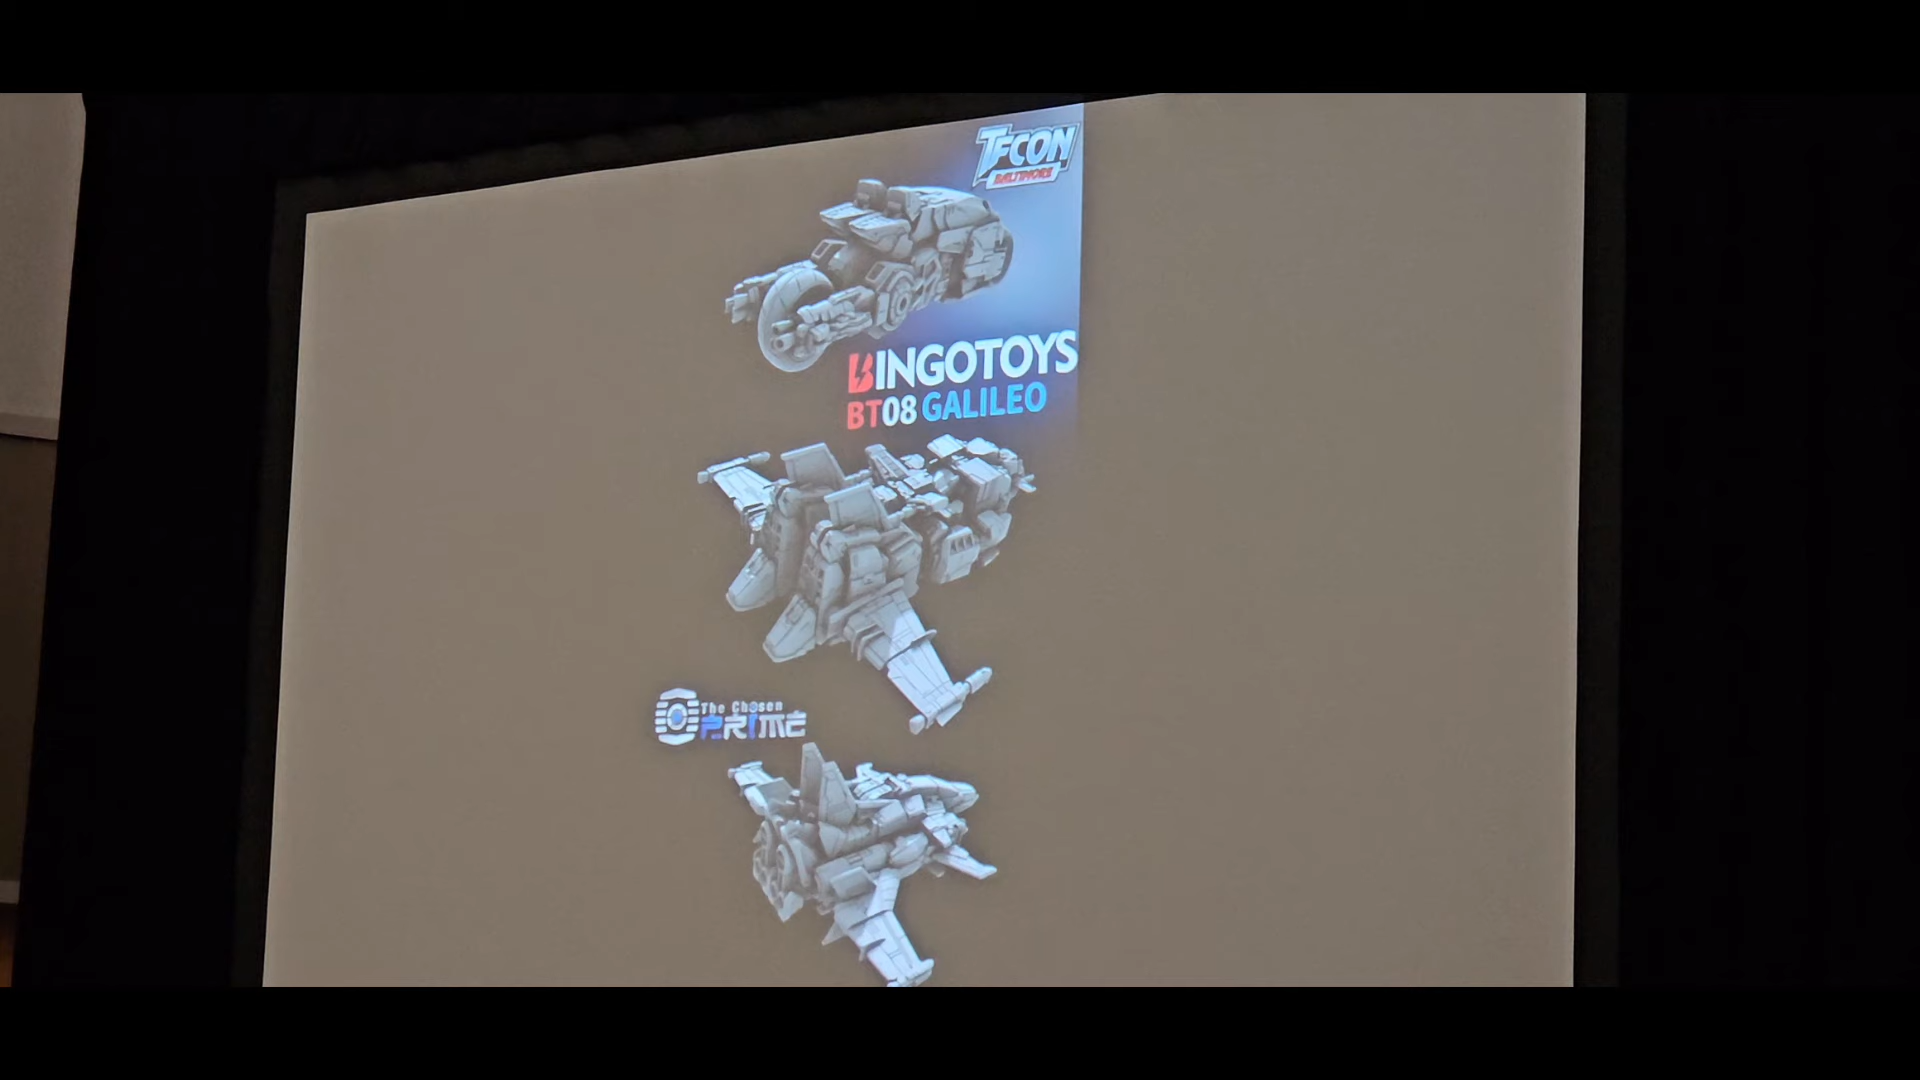 TFCON
BALTIMORE
BINGOTOYS
BT08 GALILEO
The Chosen
PRIME